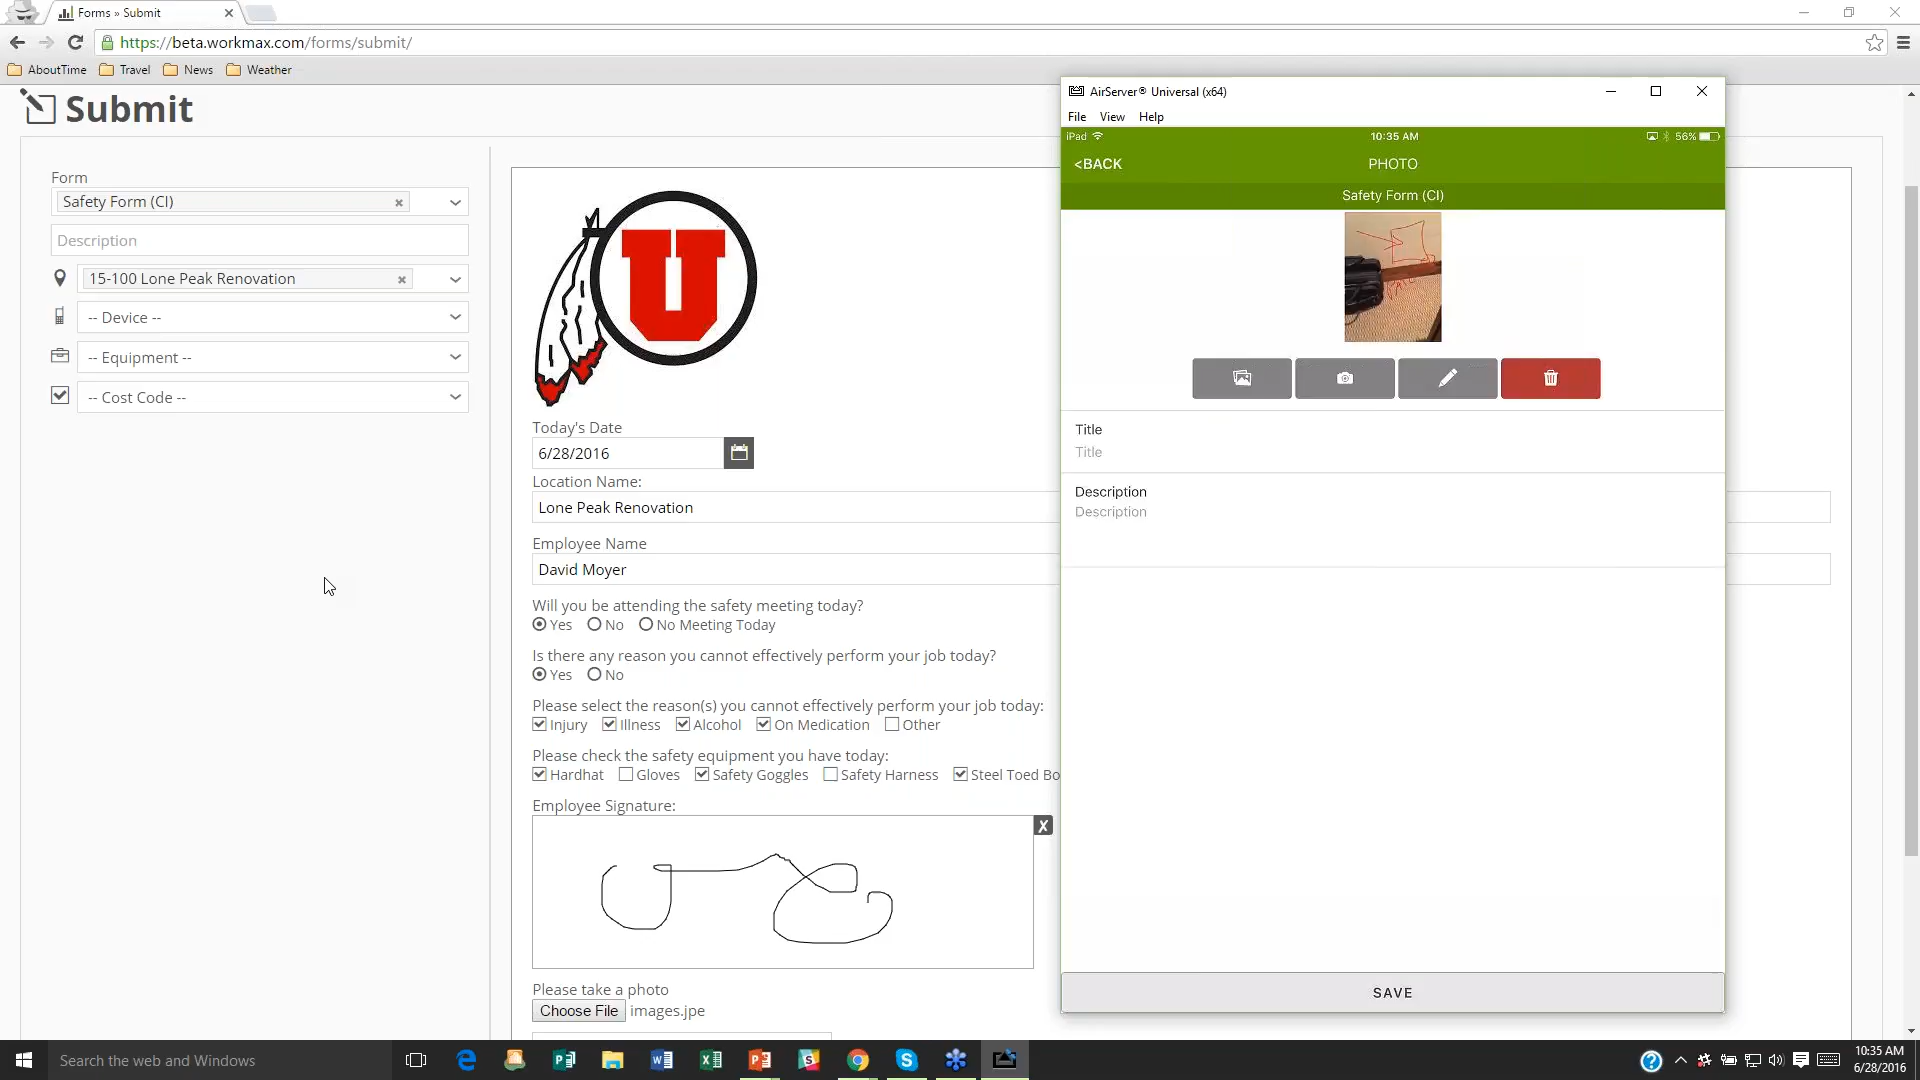 Forms » Submit
https://beta.workmax.com/forms/submit/
AboutTime Travel News Weather
Submit
Form
Safety Form (CI)
Description
15-100 Lone Peak Renovation
-- Device --
-- Equipment --
-- Cost Code --
U
Today's Date
6/28/2016
Location Name:
Lone Peak Renovation
Employee Name
David Moyer
Will you be attending the safety meeting today?
Yes No No Meeting Today
Is there any reason you cannot effectively perform your job today?
Yes No
Please select the reason(s) you cannot effectively perform your job today:
Injury Illness Alcohol On Medication Other
Please check the safety equipment you have today:
Hardhat Gloves Safety Goggles Safety Harness Steel Toed Bo
Employee Signature:
X
Please take a photo
Choose File images.jpe
AirServer® Universal (x64)
File View Help
iPad 10:35 AM 56%
<BACK PHOTO
Safety Form (CI)
Title
Title
Description
Description
SAVE
Search the web and Windows
10:35 AM
6/28/2016